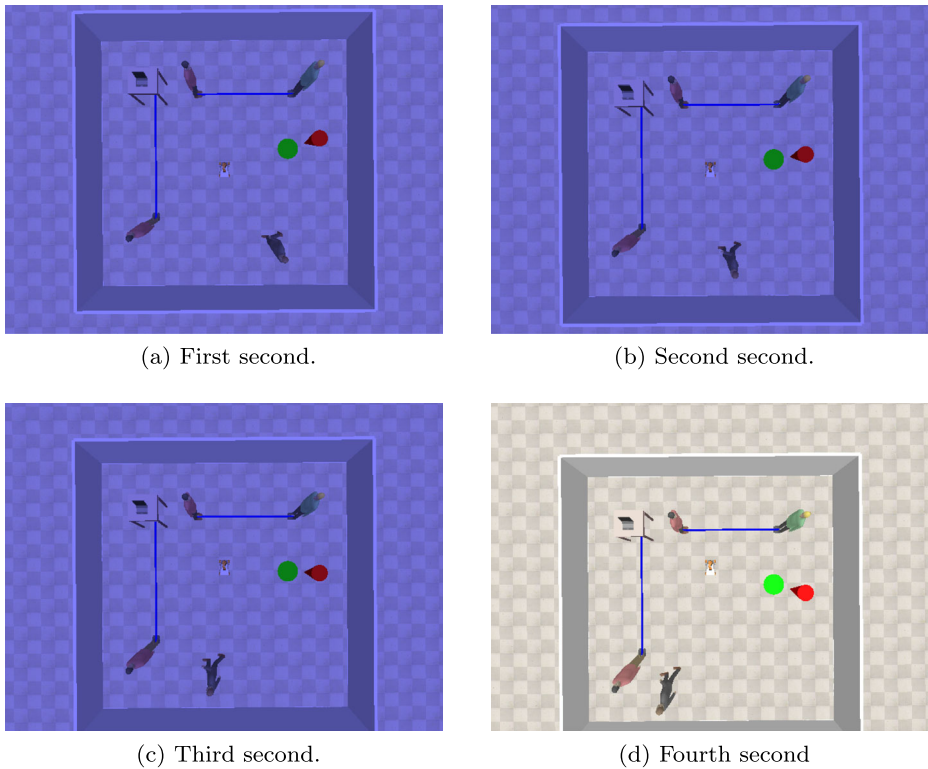 (a) First second.
(b) Second second.
(c) Third second.
(d) Fourth second